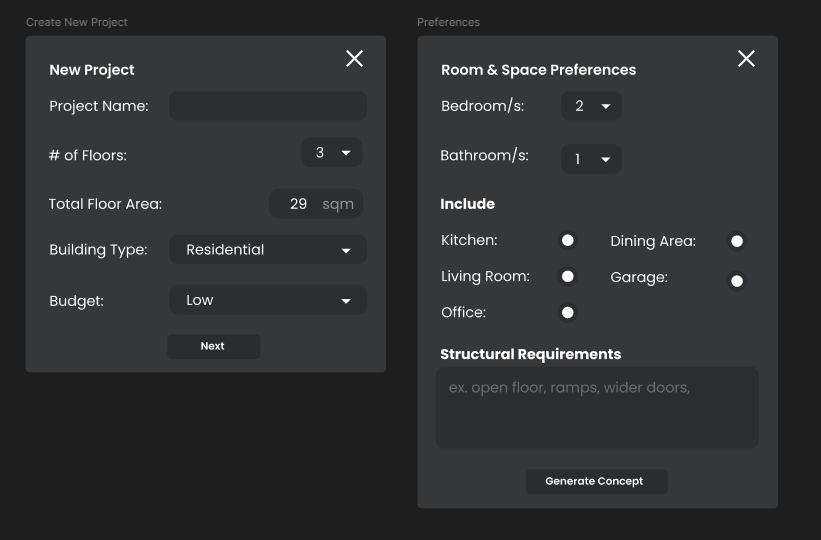 Create New Project
New Project
Project Name:
# of Floors: 3
Total Floor Area: 29 sqm
Building Type: Residential
Budget: Low
Next
Preferences
Room & Space Preferences
Bedroom/s: 2
Bathroom/s: 1
Include
Kitchen: Dining Area:
Living Room: Garage:
Office:
Structural Requirements
ex. open floor, ramps, wider doors,
Generate Concept